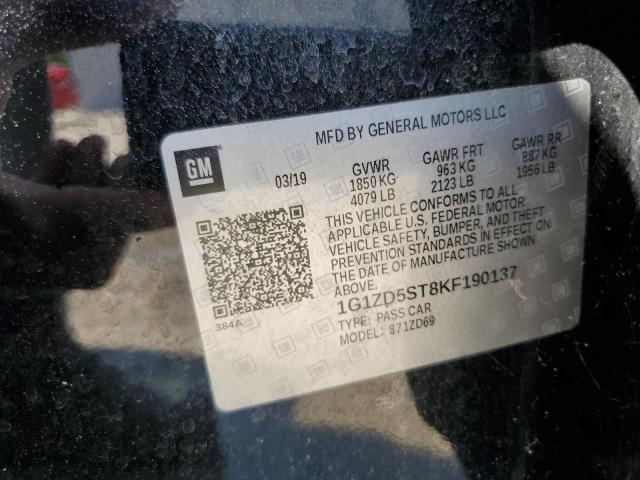 MFD BY GENERAL MOTORS LLC
GM
03/19
GVWR
1850 KG
4079 LB
GAWR FRT
963 KG
2123 LB
GAWR RR
887 KG
1956 LB
THIS VEHICLE CONFORMS TO ALL
APPLICABLE U.S. FEDERAL MOTOR
VEHICLE SAFETY, BUMPER, AND THEFT
PREVENTION STANDARDS IN EFFECT ON
THE DATE OF MANUFACTURE SHOWN
ABOVE.
1G1ZD5ST8KF190137
TYPE: PASS CAR
MODEL: 871ZD69
384A